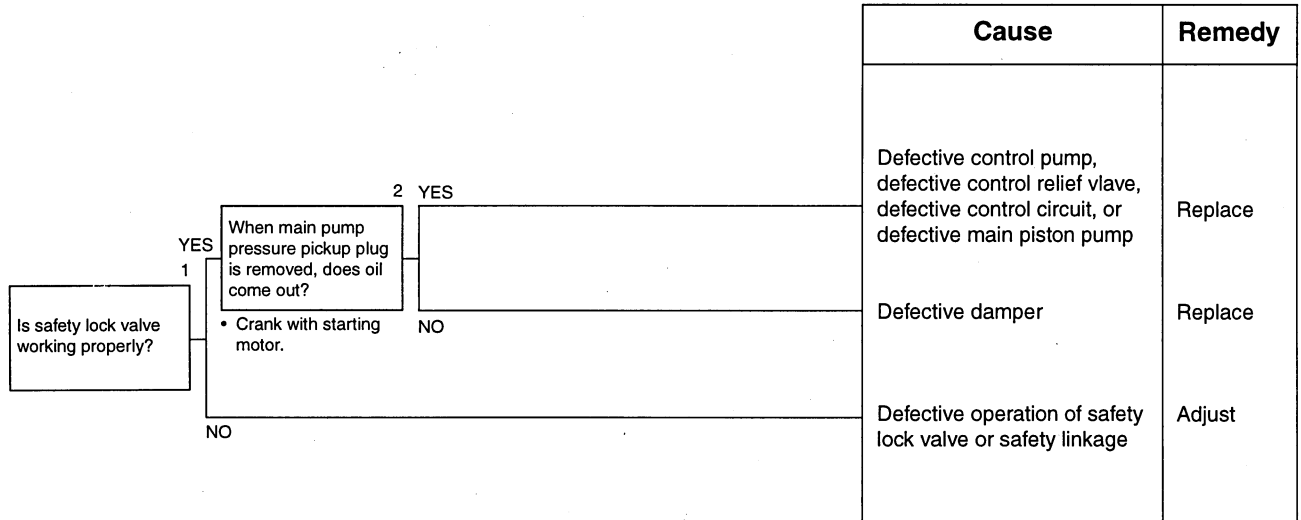 Cause
Remedy
Defective control pump,
defective control relief vlave,
defective control circuit, or
defective main piston pump
Replace
2 YES
When main pump
pressure pickup plug
is removed, does oil
come out?
YES
1
Is safety lock valve
working properly?
• Crank with starting
motor.
NO
Defective damper
Replace
NO
Defective operation of safety
lock valve or safety linkage
Adjust